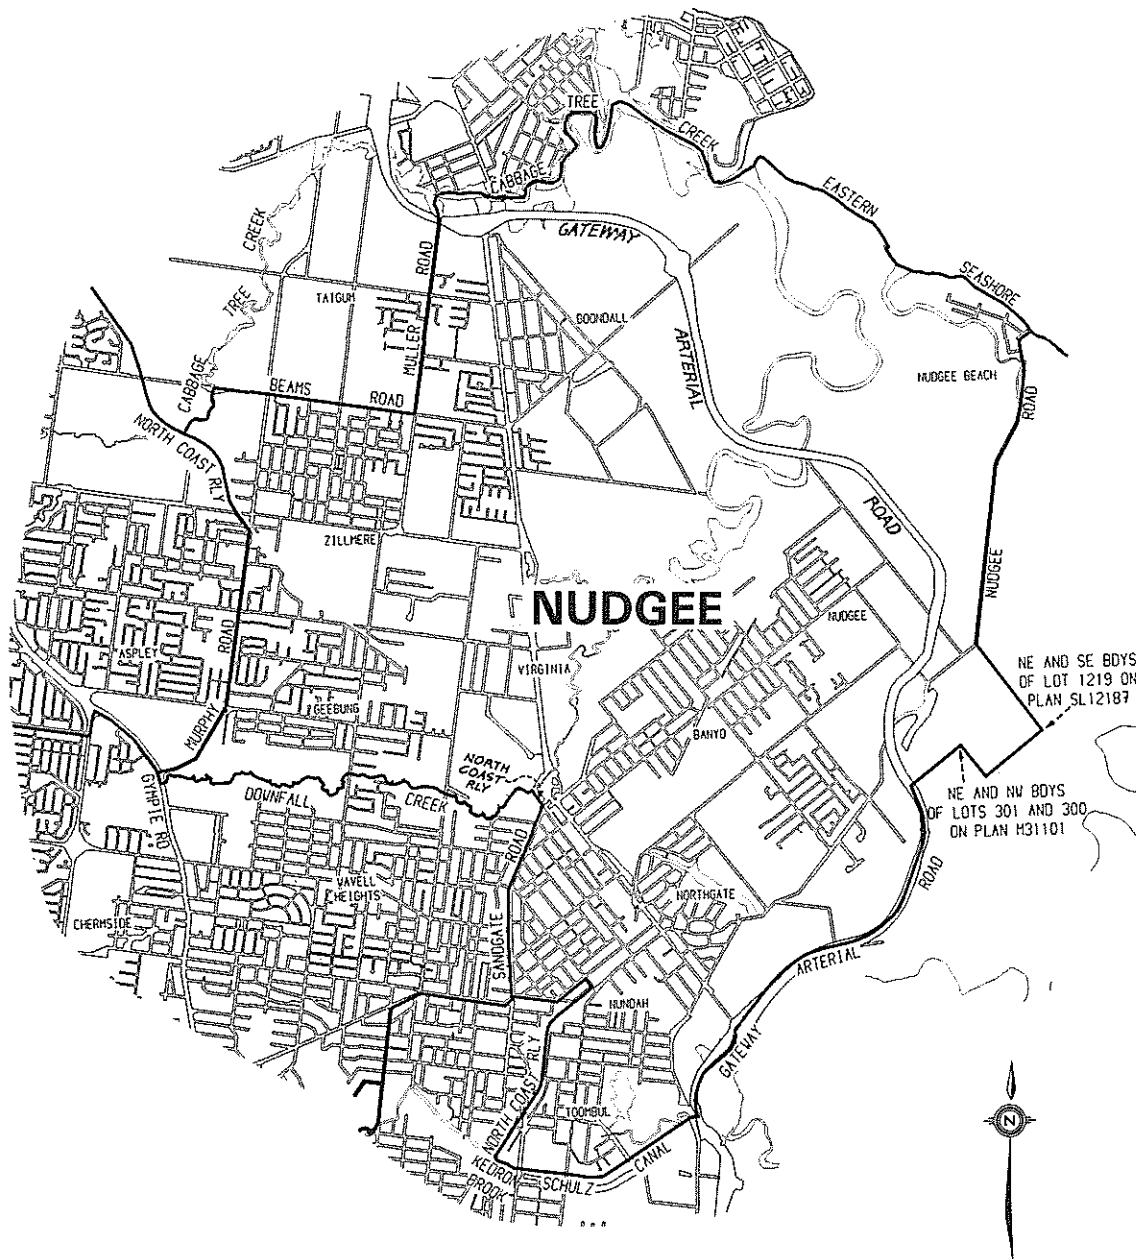 TREE
CREEK
CABBAGE
EASTERN
SEASHORE
GATEWAY
ARTERIAL
ROAD
CREEK
TREE
CABBAGE
TAIGUM
ROAD
MULLER
BOONDALL
BEAMS
ROAD
NUDGEE BEACH
ROAD
NUDGEE
NORTH COAST RLY
ZILLMERE
NUDGEE
NUDGEE
VIRGINIA
ASPLEY
ROAD
MURPHY
GEEBUNG
BANYO
NE AND SE BDYS
OF LOT 1219 ON
PLAN SL12187
NORTH
COAST
RLY
NE AND NW BDYS
OF LOTS 301 AND 300
ON PLAN M31101
GYMPIE RD
DOWNFALL
CREEK
ROAD
SANDGATE
WAVELL
HEIGHTS
CHERMSIDE
NORTHGATE
ROAD
ARTERIAL
GATEWAY
NUNDAH
NORTH COAST RLY
TOOMBUL
KEDRON
BROOK
SCHULZ
CANAL
N